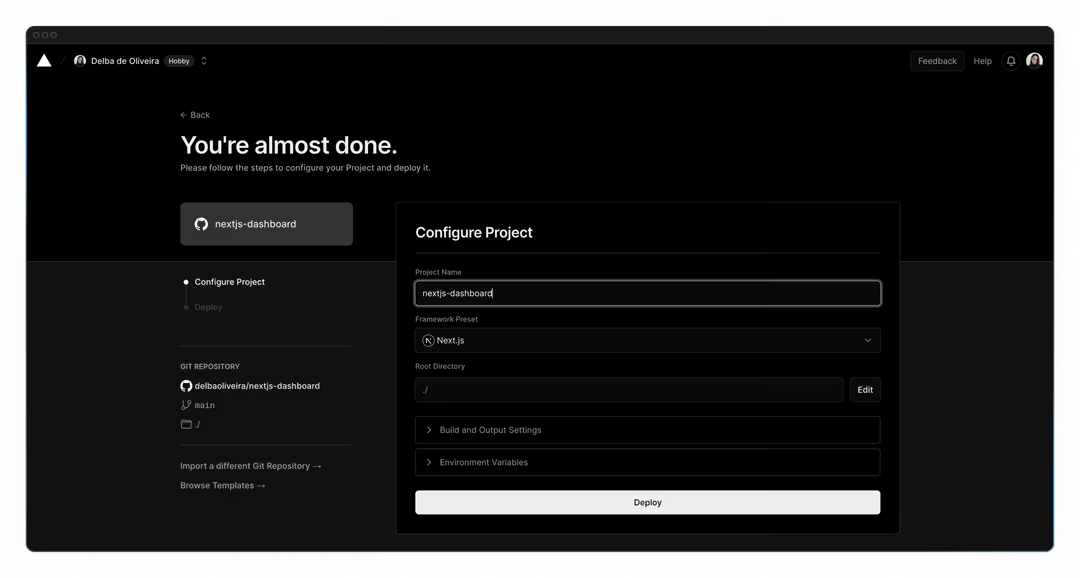 Delba de Oliveira Hobby
Feedback Help
← Back
You're almost done.
Please follow the steps to configure your Project and deploy it.
nextjs-dashboard
Configure Project
Deploy
GIT REPOSITORY
delbaoliveira/nextjs-dashboard
main
./
Import a different Git Repository →
Browse Templates →
Configure Project
Project Name
nextjs-dashboard
Framework Preset
N Next.js
Root Directory
./
Edit
Build and Output Settings
Environment Variables
Deploy